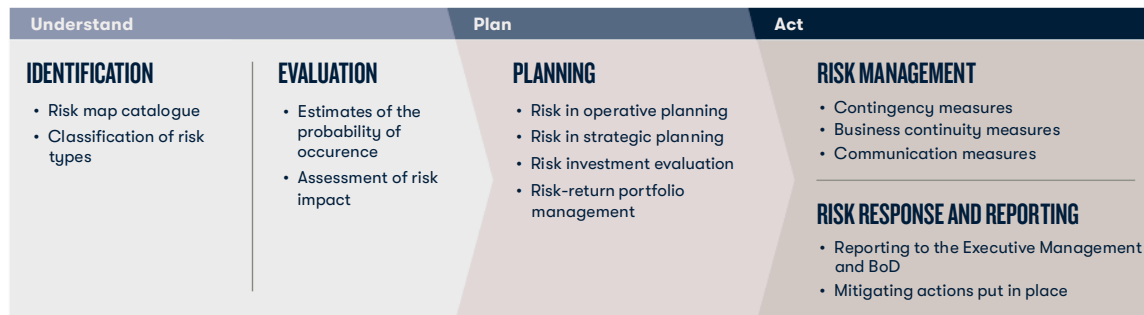 Understand
Plan
Act
IDENTIFICATION
• Risk map catalogue
• Classification of risk
types
EVALUATION
• Estimates of the
probability of
occurence
• Assessment of risk
impact
PLANNING
• Risk in operative planning
• Risk in strategic planning
• Risk investment evaluation
• Risk-return portfolio
management
RISK MANAGEMENT
• Contingency measures
• Business continuity measures
• Communication measures
RISK RESPONSE AND REPORTING
• Reporting to the Executive Management
and BoD
• Mitigating actions put in place